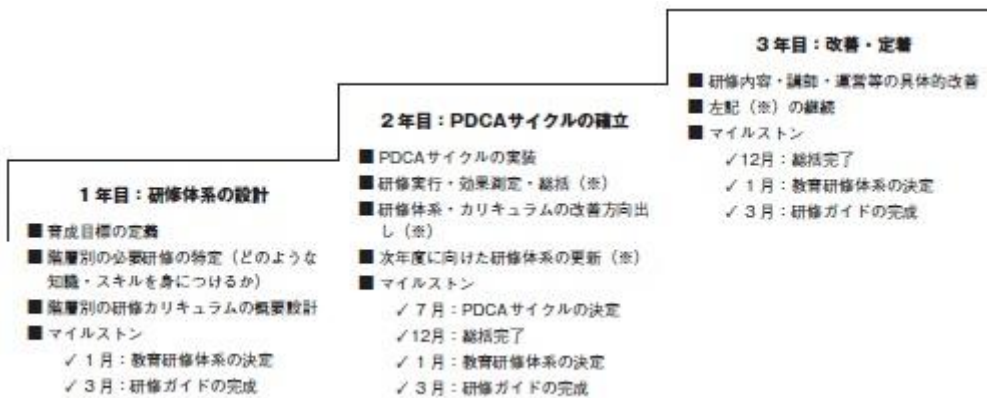 1年目：研修体系の設計
■ 育成目標の定義
■ 階層別の必要研修の特定（どのような
知識・スキルを身につけるか）
■ 階層別の研修カリキュラムの概要設計
■ マイルストン
✓ 1月：教育研修体系の決定
✓ 3月：研修ガイドの完成
2年目：PDCAサイクルの確立
■ PDCAサイクルの実装
■ 研修実行・効果測定・総括（※）
■ 研修体系・カリキュラムの改善方向出
し（※）
■ 次年度に向けた研修体系の更新（※）
■ マイルストン
✓ 7月：PDCAサイクルの決定
✓12月：総括完了
✓ 1月：教育研修体系の決定
✓ 3月：研修ガイドの完成
3年目：改善・定着
■ 研修内容・講師・運営等の具体的改善
■ 左記（※）の継続
■ マイルストン
✓12月：総括完了
✓ 1月：教育研修体系の決定
✓ 3月：研修ガイドの完成